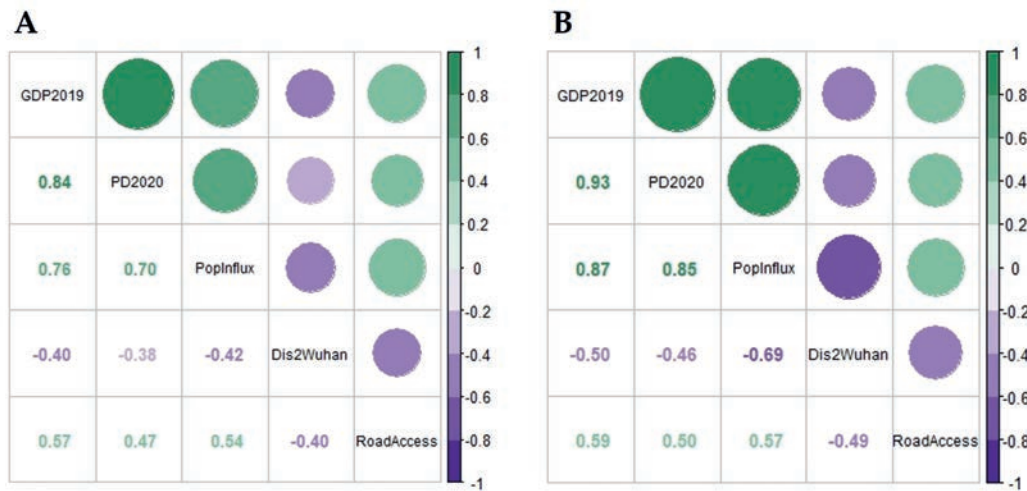 A
B
GDP2019
0.84 PD2020
0.76 0.70 PopInflux
-0.40 -0.38 -0.42 Dis2Wuhan
0.57 0.47 0.54 -0.40 RoadAccess
1
0.8
0.6
0.4
0.2
0
-0.2
-0.4
-0.6
-0.8
-1
GDP2019
0.93 PD2020
0.87 0.85 PopInflux
-0.50 -0.46 -0.69 Dis2Wuhan
0.59 0.50 0.57 -0.49 RoadAccess
1
0.8
0.6
0.4
0.2
0
-0.2
-0.4
-0.6
-0.8
-1